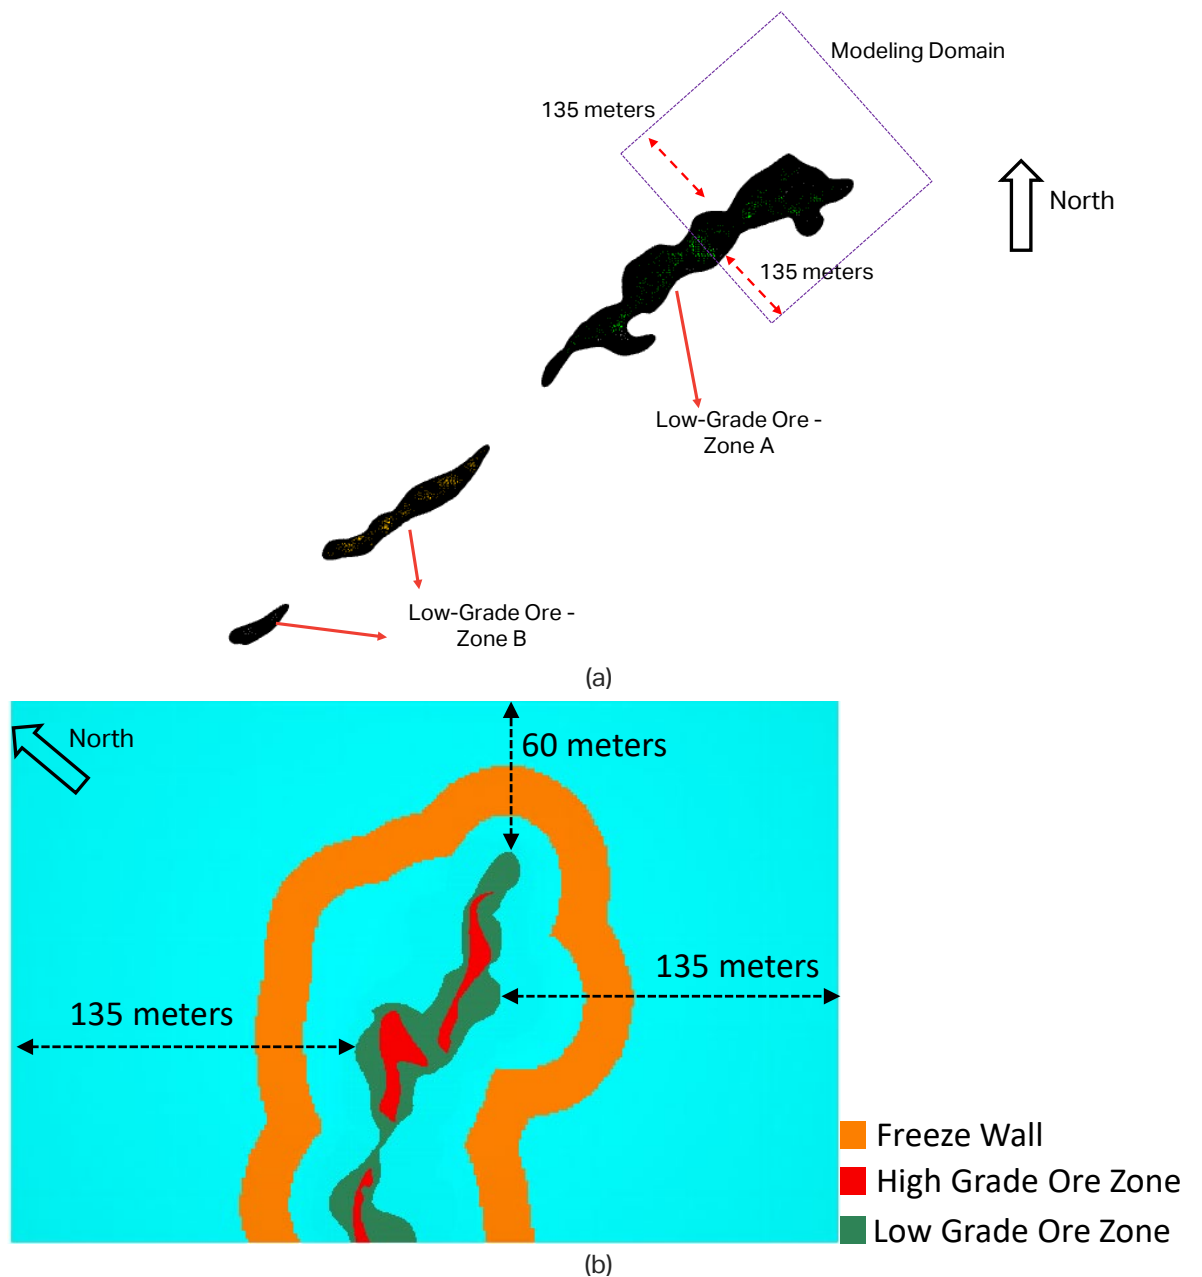 Modeling Domain
135 meters
North
135 meters
Low-Grade Ore -
Zone A
Low-Grade Ore -
Zone B
(a)
North
60 meters
135 meters
135 meters
Freeze Wall
High Grade Ore Zone
Low Grade Ore Zone
(b)